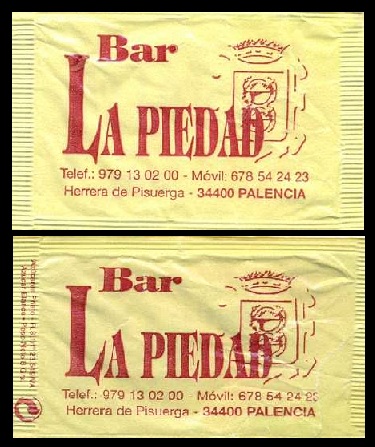 Bar
LA PIEDAD
Telef.: 979 13 02 00 - Móvil: 678 54 24 23
Herrera de Pisuerga - 34400 PALENCIA
Bar
LA PIEDAD
Telef.: 979 13 02 00 - Móvil: 678 54 24 23
Herrera de Pisuerga - 34400 PALENCIA